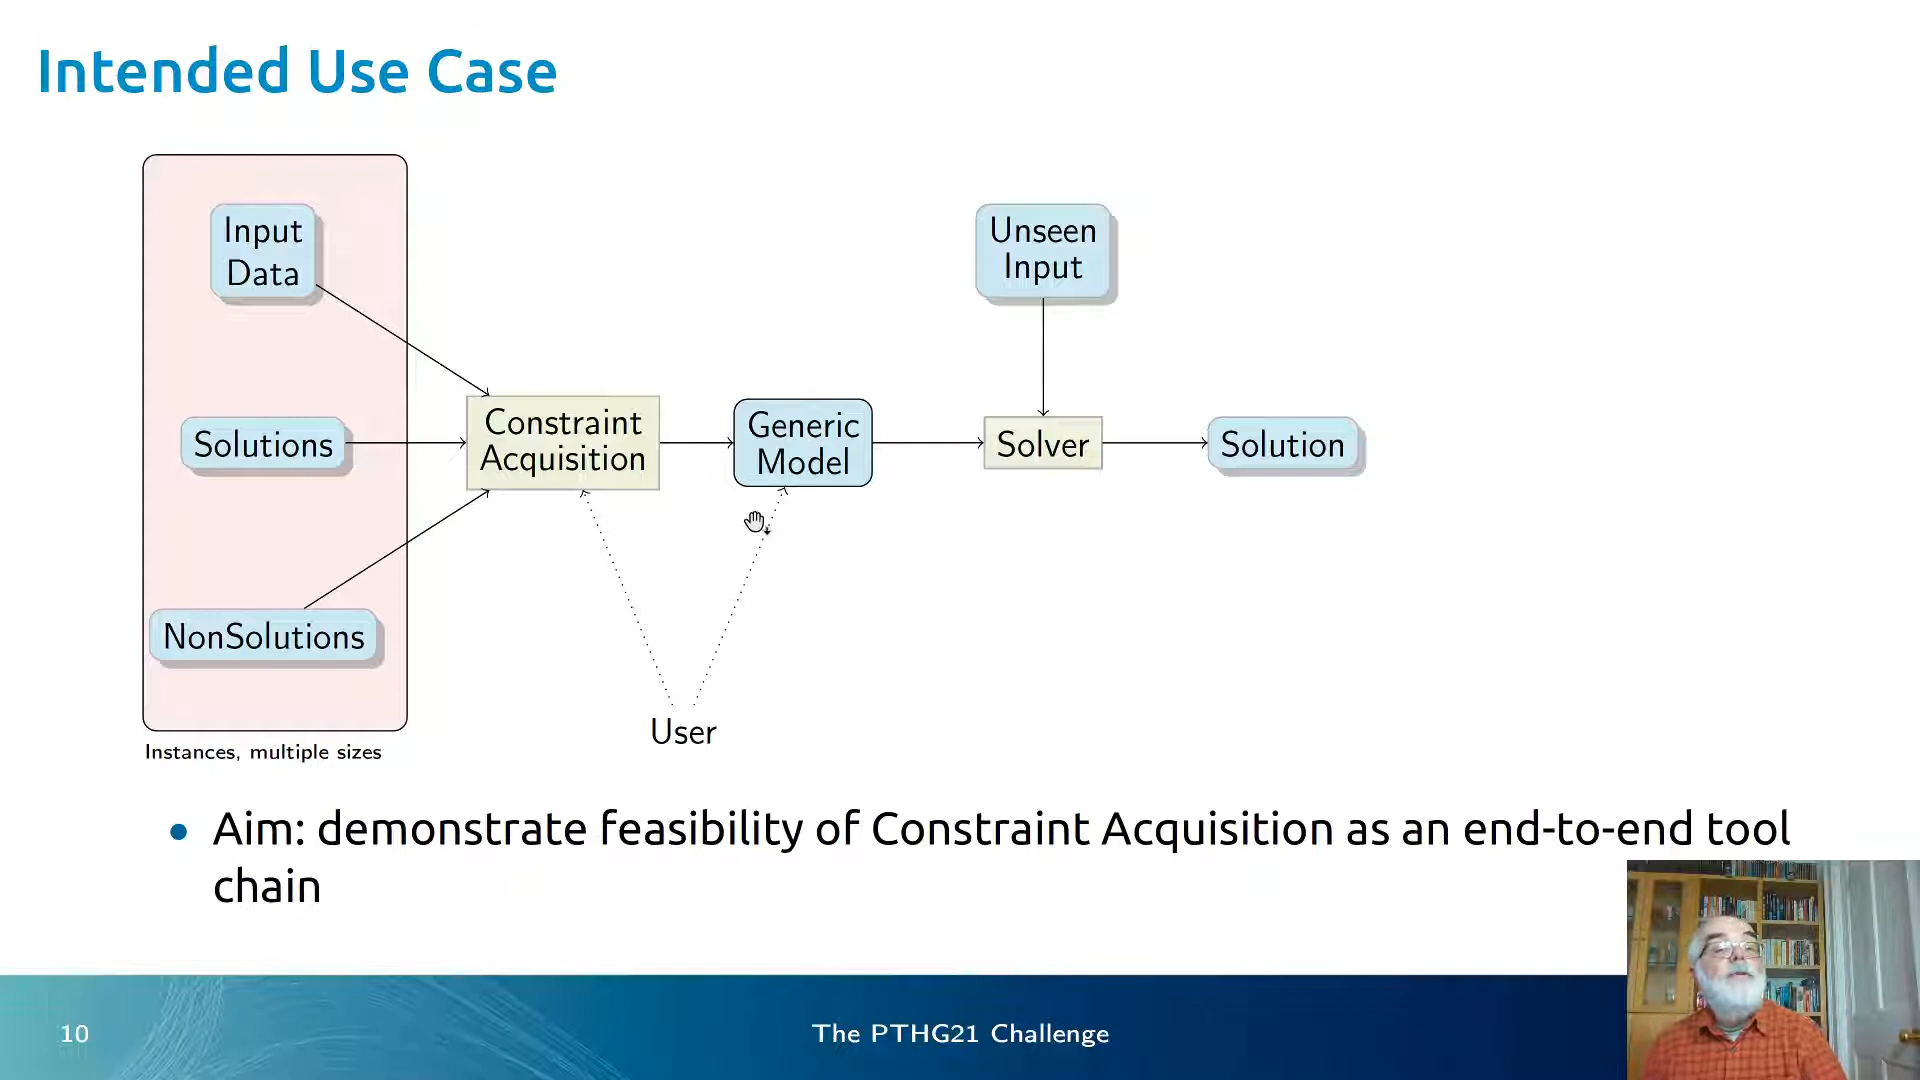 Intended Use Case
Input
Data
Unseen
Input
Solutions
Constraint
Acquisition
Generic
Model
Solver
Solution
NonSolutions
User
Instances, multiple sizes
Aim: demonstrate feasibility of Constraint Acquisition as an end-to-end tool
chain
10
The PTHG21 Challenge